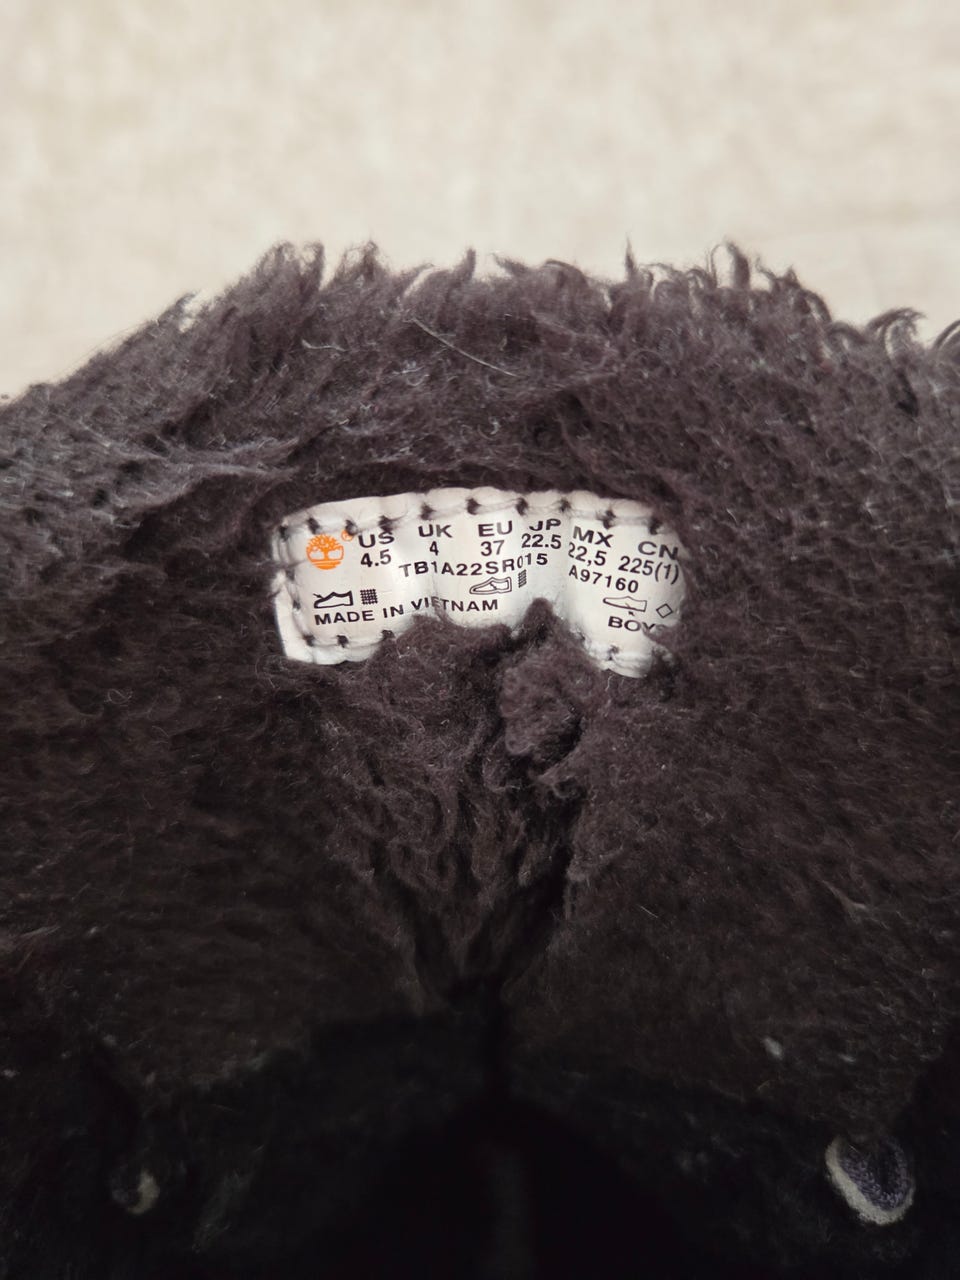 US UK EU JP MX CN
4.5 4 37 22.5 22,5 225(1)
TB1A22SR015 A97160
MADE IN VIETNAM
BOYS